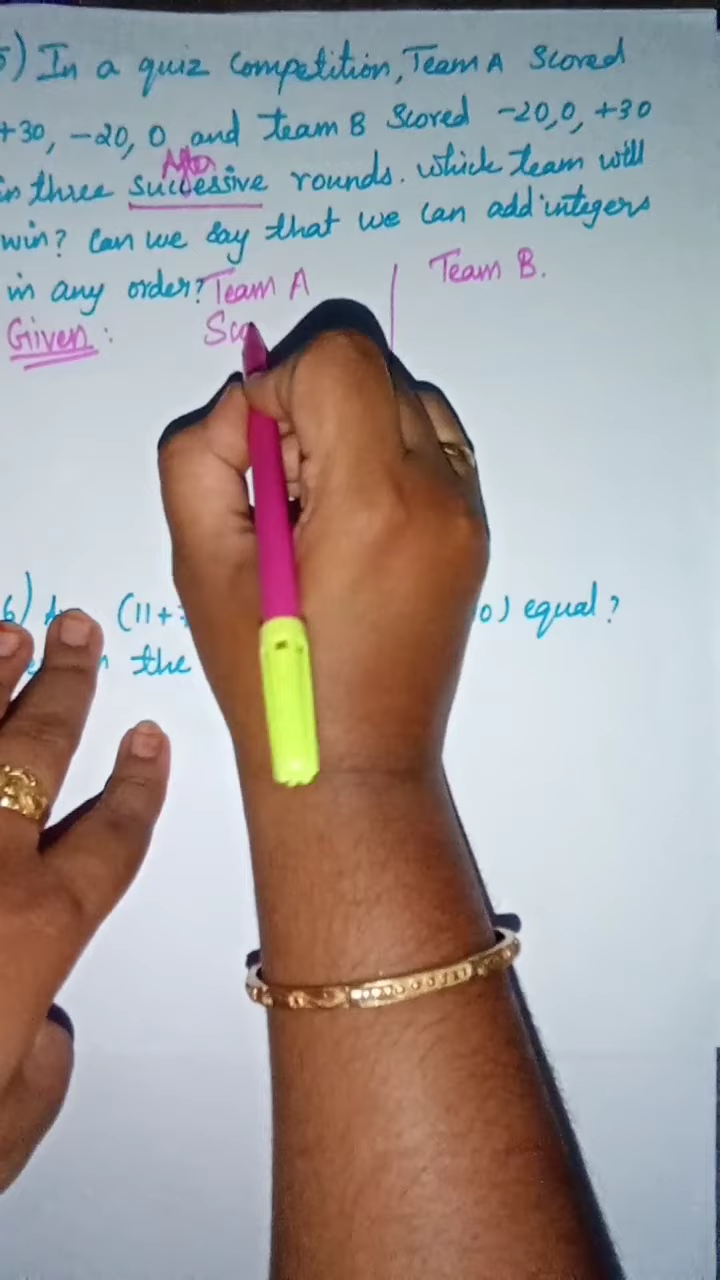 5) In a quiz competition, Team A Scored
+30, -20, 0 and team B Scored -20, 0, +30
After
in three successive rounds. which team will
win? Can we say that we can add integers
in any order? Team A Team B.
Given: Sco
6) (11+ 0) equal?
the